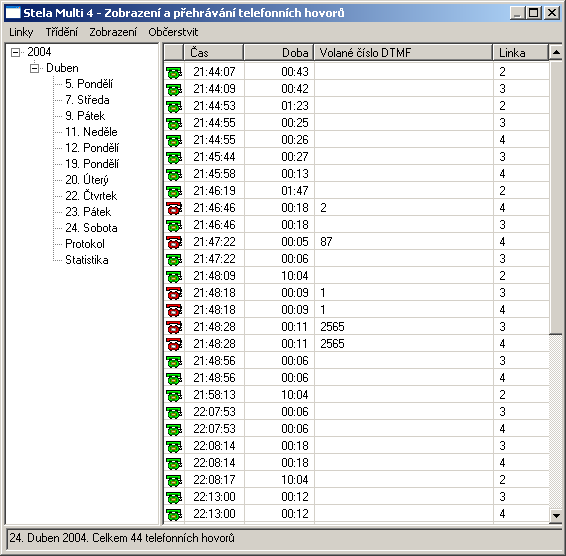 Stela Multi 4 - Zobrazení a přehrávání telefonních hovorů
Linky Třídění Zobrazení Občerstvit
2004
Duben
5. Pondělí
7. Středa
9. Pátek
11. Neděle
12. Pondělí
19. Pondělí
20. Úterý
22. Čtvrtek
23. Pátek
24. Sobota
Protokol
Statistika
Čas Doba Volané číslo DTMF Linka
21:44:07 00:43 2
21:44:09 00:42 3
21:44:53 01:23 2
21:44:55 00:25 3
21:44:55 00:26 4
21:45:44 00:27 3
21:45:58 00:13 4
21:46:19 01:47 2
21:46:46 00:18 2 4
21:46:46 00:18 3
21:47:22 00:05 87 4
21:47:22 00:06 3
21:48:09 10:04 2
21:48:18 00:09 1 3
21:48:18 00:09 1 4
21:48:28 00:11 2565 3
21:48:28 00:11 2565 4
21:48:56 00:06 3
21:48:56 00:06 4
21:58:13 10:04 2
22:07:53 00:06 3
22:07:53 00:06 4
22:08:14 00:18 3
22:08:14 00:18 4
22:08:17 10:04 2
22:13:00 00:12 3
22:13:00 00:12 4
24. Duben 2004. Celkem 44 telefonních hovorů